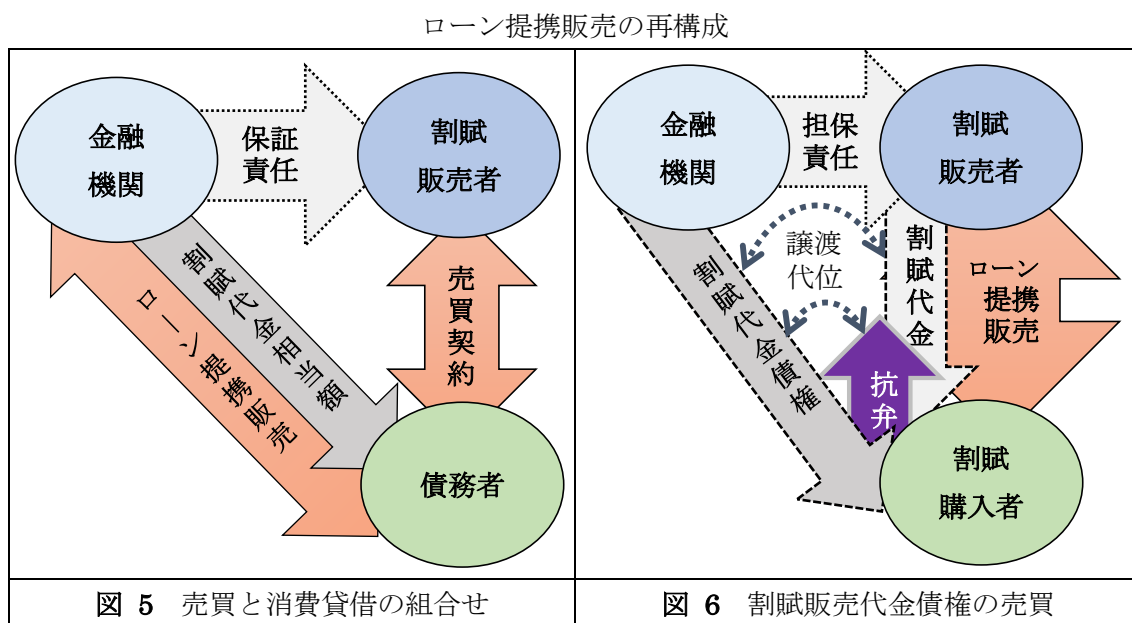 ローン提携販売の再構成
金融
機関
保証
責任
割賦
販売者
割賦代金相当額
ローン提携販売
売買契約
債務者
図 5 売買と消費貸借の組合せ
金融
機関
担保
責任
割賦
販売者
譲渡
代位
割賦代金
ローン
提携
販売
割賦代金債権
抗弁
割賦
購入者
図 6 割賦販売代金債権の売買